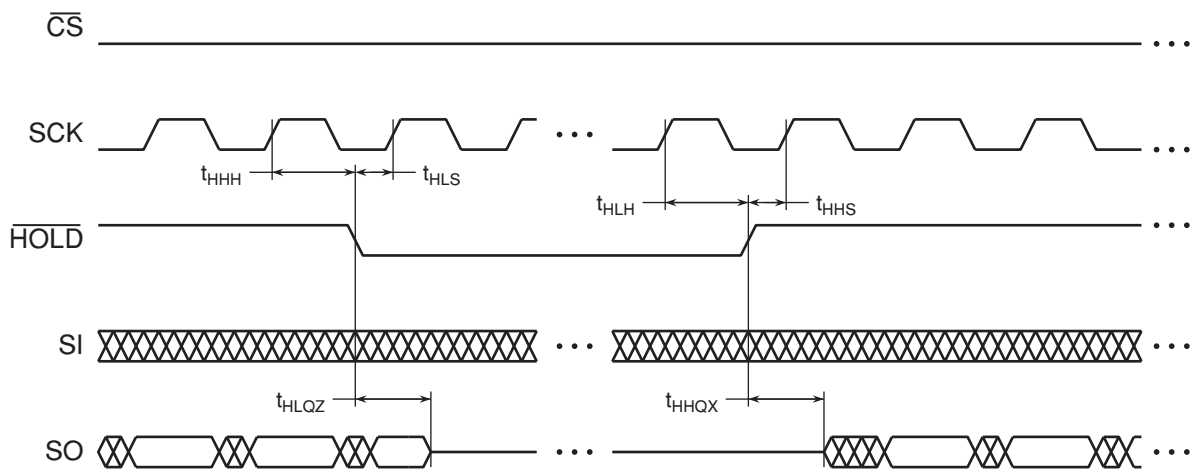 CS
SCK
tHHH
tHLS
tHLH
tHHS
HOLD
SI
tHLQZ
tHHQX
SO